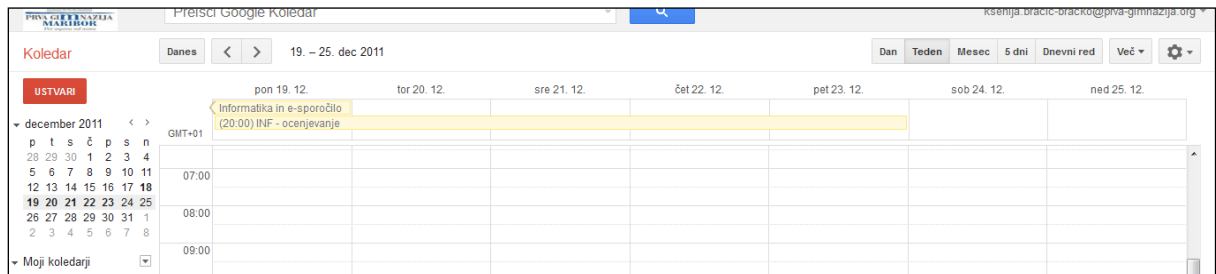 PRVA GIMNAZIJA
MARIBOR
Preišči Google Koledar
ksenija.bracic-bracko@prva-gimnazija.org
Koledar
Danes
19. – 25. dec 2011
Dan Teden Mesec 5 dni Dnevni red Več
USTVARI
pon 19. 12. tor 20. 12. sre 21. 12. čet 22. 12. pet 23. 12. sob 24. 12. ned 25. 12.
Informatika in e-sporočilo
(20:00) INF - ocenjevanje
GMT+01
december 2011
p t s č p s n
28 29 30 1 2 3 4
5 6 7 8 9 10 11
12 13 14 15 16 17 18
19 20 21 22 23 24 25
26 27 28 29 30 31 1
2 3 4 5 6 7 8
07:00
08:00
09:00
Moji koledarji